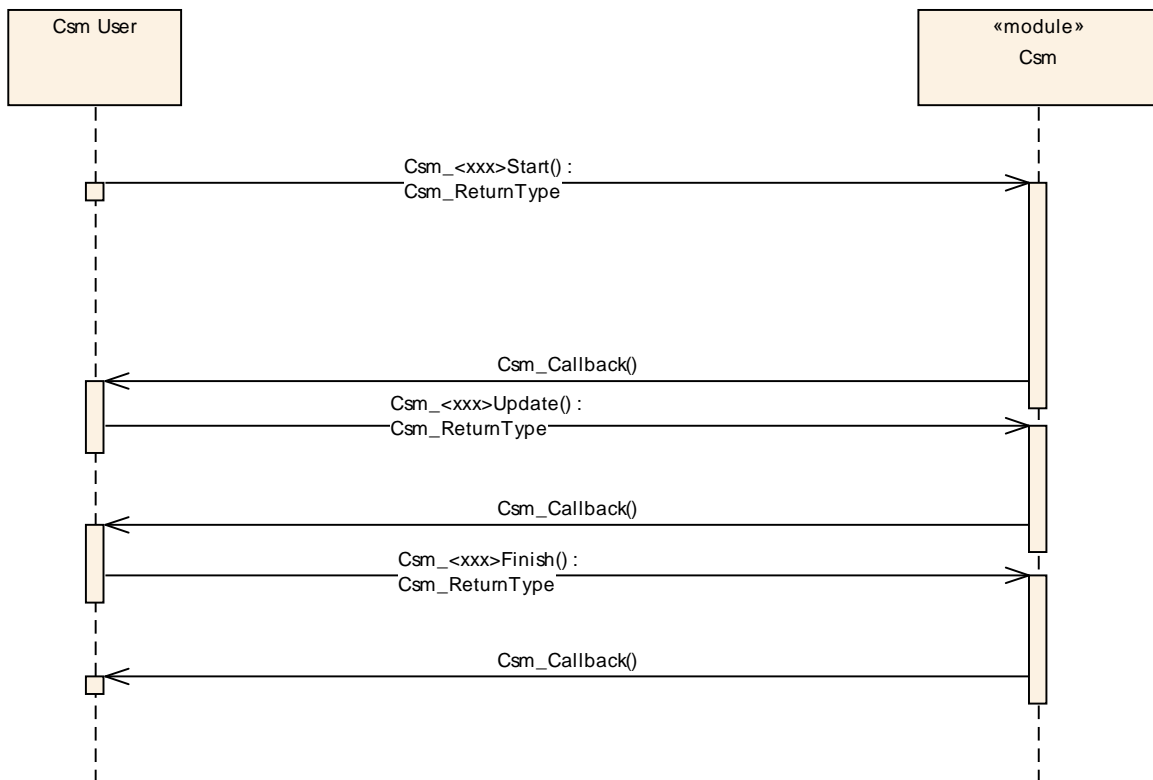 Csm User
«module»
Csm
Csm_<xxx>Start() :
Csm_ReturnType
Csm_Callback()
Csm_<xxx>Update() :
Csm_ReturnType
Csm_Callback()
Csm_<xxx>Finish() :
Csm_ReturnType
Csm_Callback()